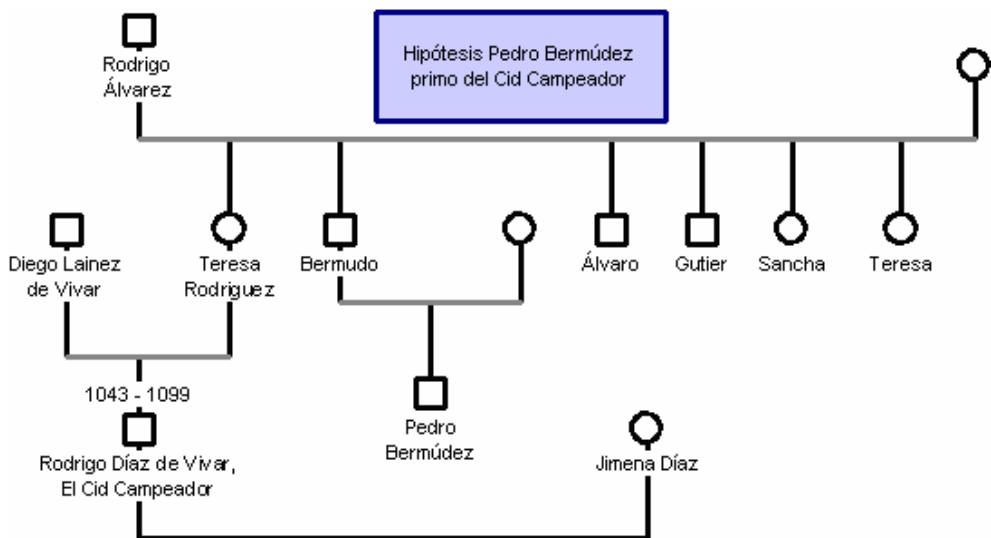 Hipótesis Pedro Bermúdez
primo del Cid Campeador
Rodrigo
Álvarez
Diego Lainez
de Vivar
Teresa
Rodriguez
Bermudo
Álvaro
Gutier
Sancha
Teresa
1043 - 1099
Rodrigo Díaz de Vivar,
El Cid Campeador
Pedro
Bermúdez
Jimena Díaz